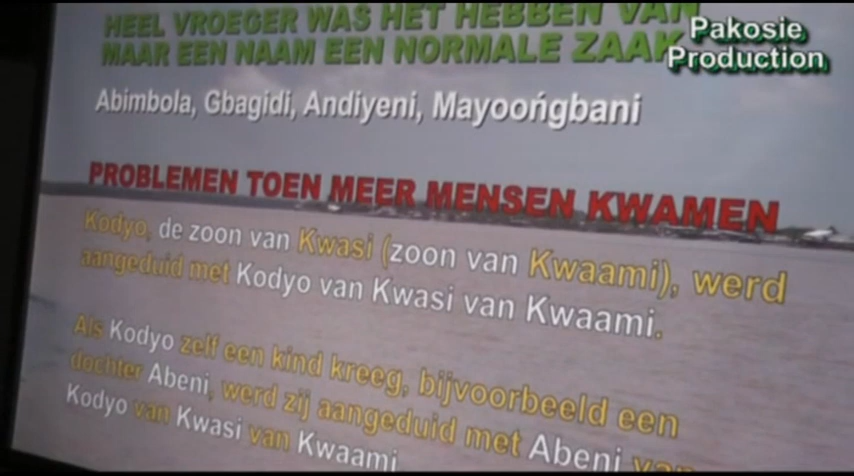 HEEL VROEGER WAS HET HEBBEN VAN
MAAR EEN NAAM EEN NORMALE ZAAK
Pakosie
Production
Abimbola, Gbagidi, Andiyeni, Mayoońgbani
PROBLEMEN TOEN MEER MENSEN KWAMEN
Kodyo, de zoon van Kwasi (zoon van Kwaami), werd
aangeduid met Kodyo van Kwasi van Kwaami.
Als Kodyo zelf een kind kreeg, bijvoorbeeld een
dochter Abeni, werd zij aangeduid met Abeni van
Kodyo van Kwasi van Kwaami